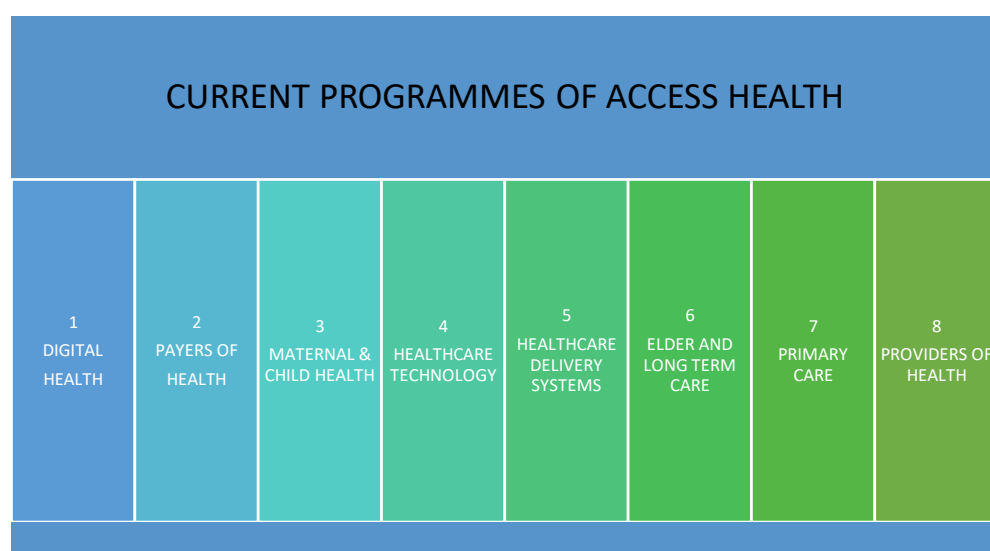 CURRENT PROGRAMMES OF ACCESS HEALTH
1
DIGITAL
HEALTH
2
PAYERS OF
HEALTH
3
MATERNAL &
CHILD HEALTH
4
HEALTHCARE
TECHNOLOGY
5
HEALTHCARE
DELIVERY
SYSTEMS
6
ELDER AND
LONG TERM
CARE
7
PRIMARY
CARE
8
PROVIDERS OF
HEALTH